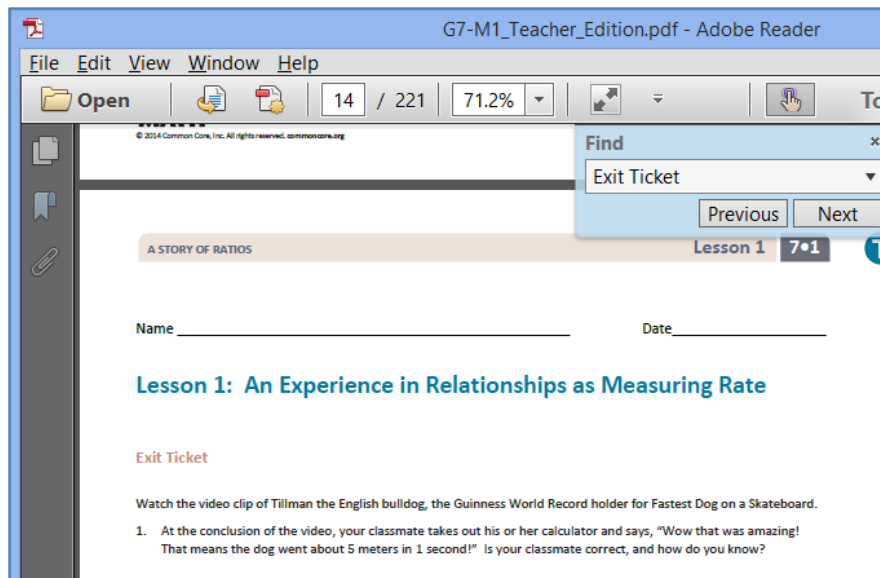 G7-M1_Teacher_Edition.pdf - Adobe Reader
File Edit View Window Help
Open 14 / 221 71.2%
© 2014 Common Core, Inc. All rights reserved. commoncore.org
Find
Exit Ticket
Previous Next
A STORY OF RATIOS Lesson 1 7•1
Name Date
Lesson 1: An Experience in Relationships as Measuring Rate
Exit Ticket
Watch the video clip of Tillman the English bulldog, the Guinness World Record holder for Fastest Dog on a Skateboard.
1. At the conclusion of the video, your classmate takes out his or her calculator and says, “Wow that was amazing!
That means the dog went about 5 meters in 1 second!” Is your classmate correct, and how do you know?